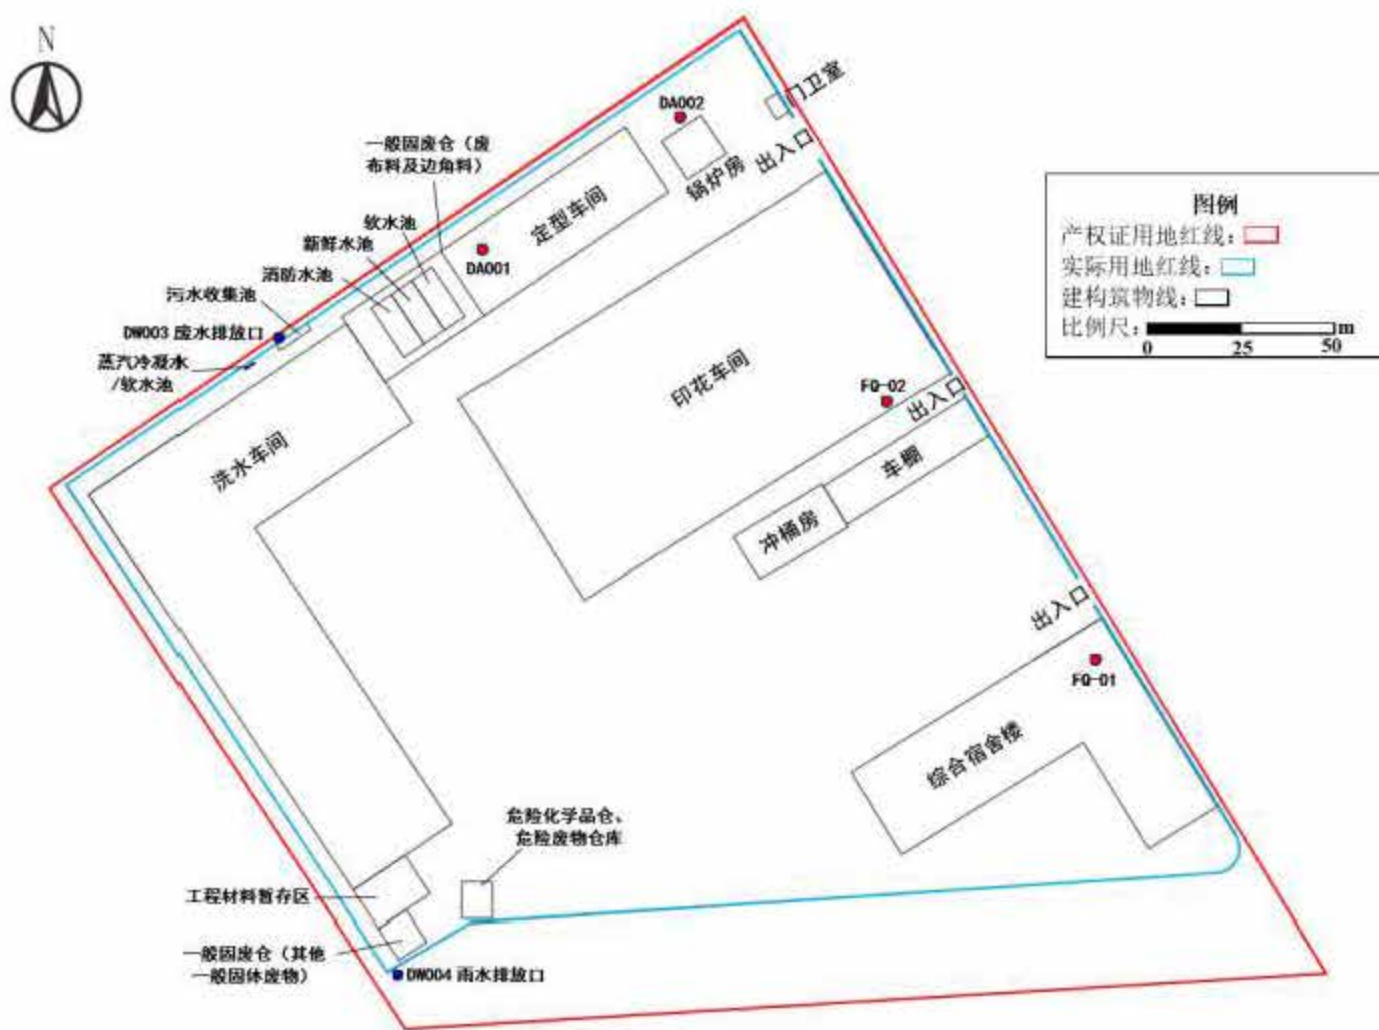 N
门卫室
DA002
出入口
锅炉房
一般固废仓（废
布料及边角料）
定型车间
软水池
新鲜水池
消防水池
DA001
污水收集池
DW003 废水排放口
蒸汽冷凝水
/软水池
图例
产权证用地红线：
实际用地红线：
建构筑物线：
比例尺：
m
0 25 50
印花车间
FQ-02
出入口
车棚
冲桶房
洗水车间
出入口
FQ-01
综合宿舍楼
危险化学品仓、
危险废物仓库
工程材料暂存区
一般固废仓（其他
一般固体废物）
DW004 雨水排放口